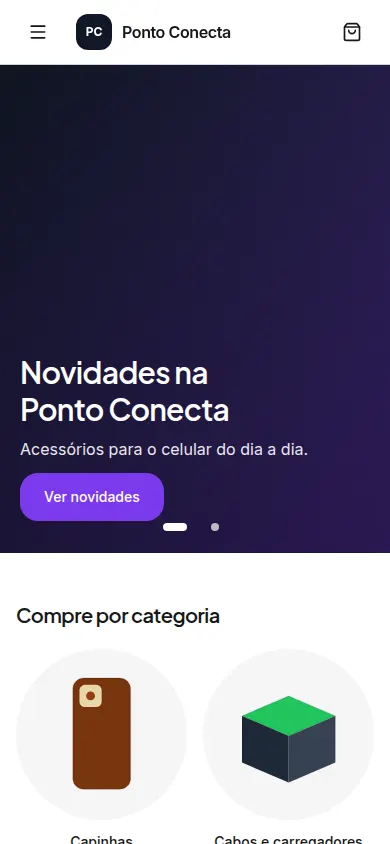 PC
Ponto Conecta
Novidades na
Ponto Conecta
Acessórios para o celular do dia a dia.
Ver novidades
Compre por categoria
Capinhas
Cabos e carregadores